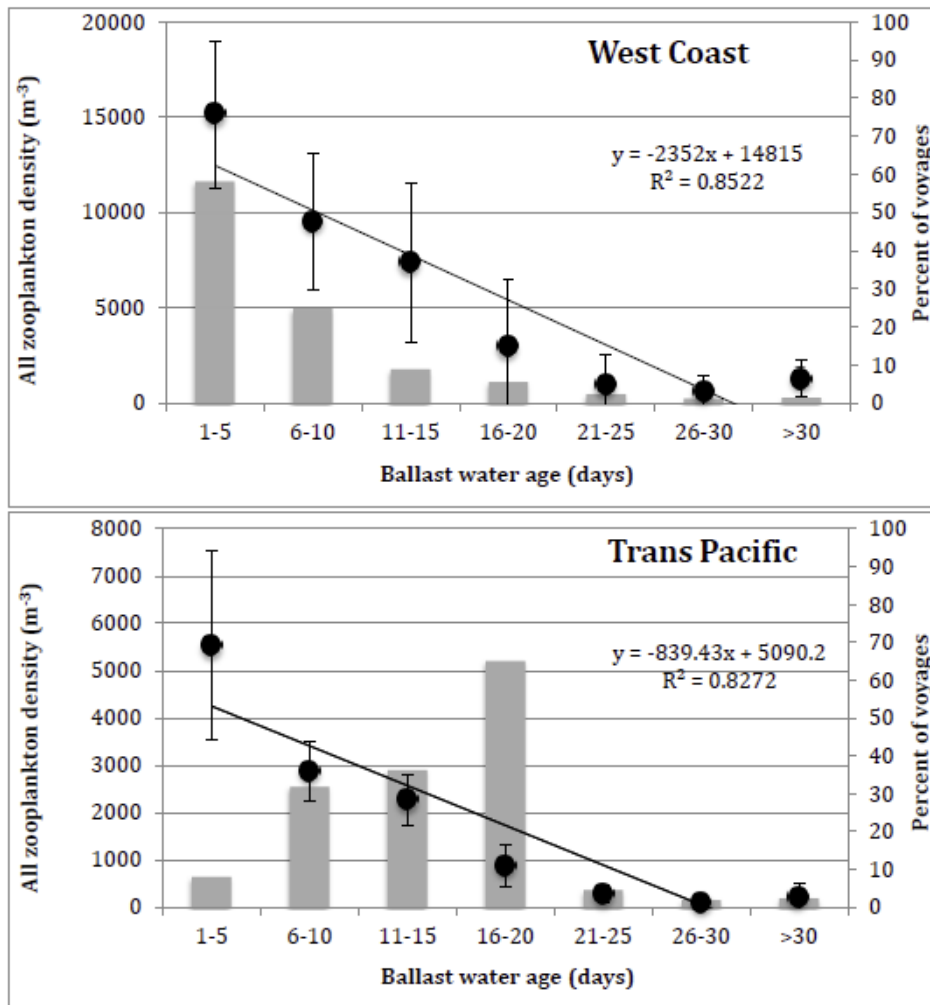 West Coast
All zooplankton density (m⁻³)
20000
15000
10000
5000
0
y = -2352x + 14815
R² = 0.8522
100
90
80
70
60
50
40
30
20
10
0
Percent of voyages
1-5 6-10 11-15 16-20 21-25 26-30 >30
Ballast water age (days)
Trans Pacific
All zooplankton density (m⁻³)
8000
7000
6000
5000
4000
3000
2000
1000
0
y = -839.43x + 5090.2
R² = 0.8272
100
90
80
70
60
50
40
30
20
10
0
Percent of voyages
1-5 6-10 11-15 16-20 21-25 26-30 >30
Ballast water age (days)